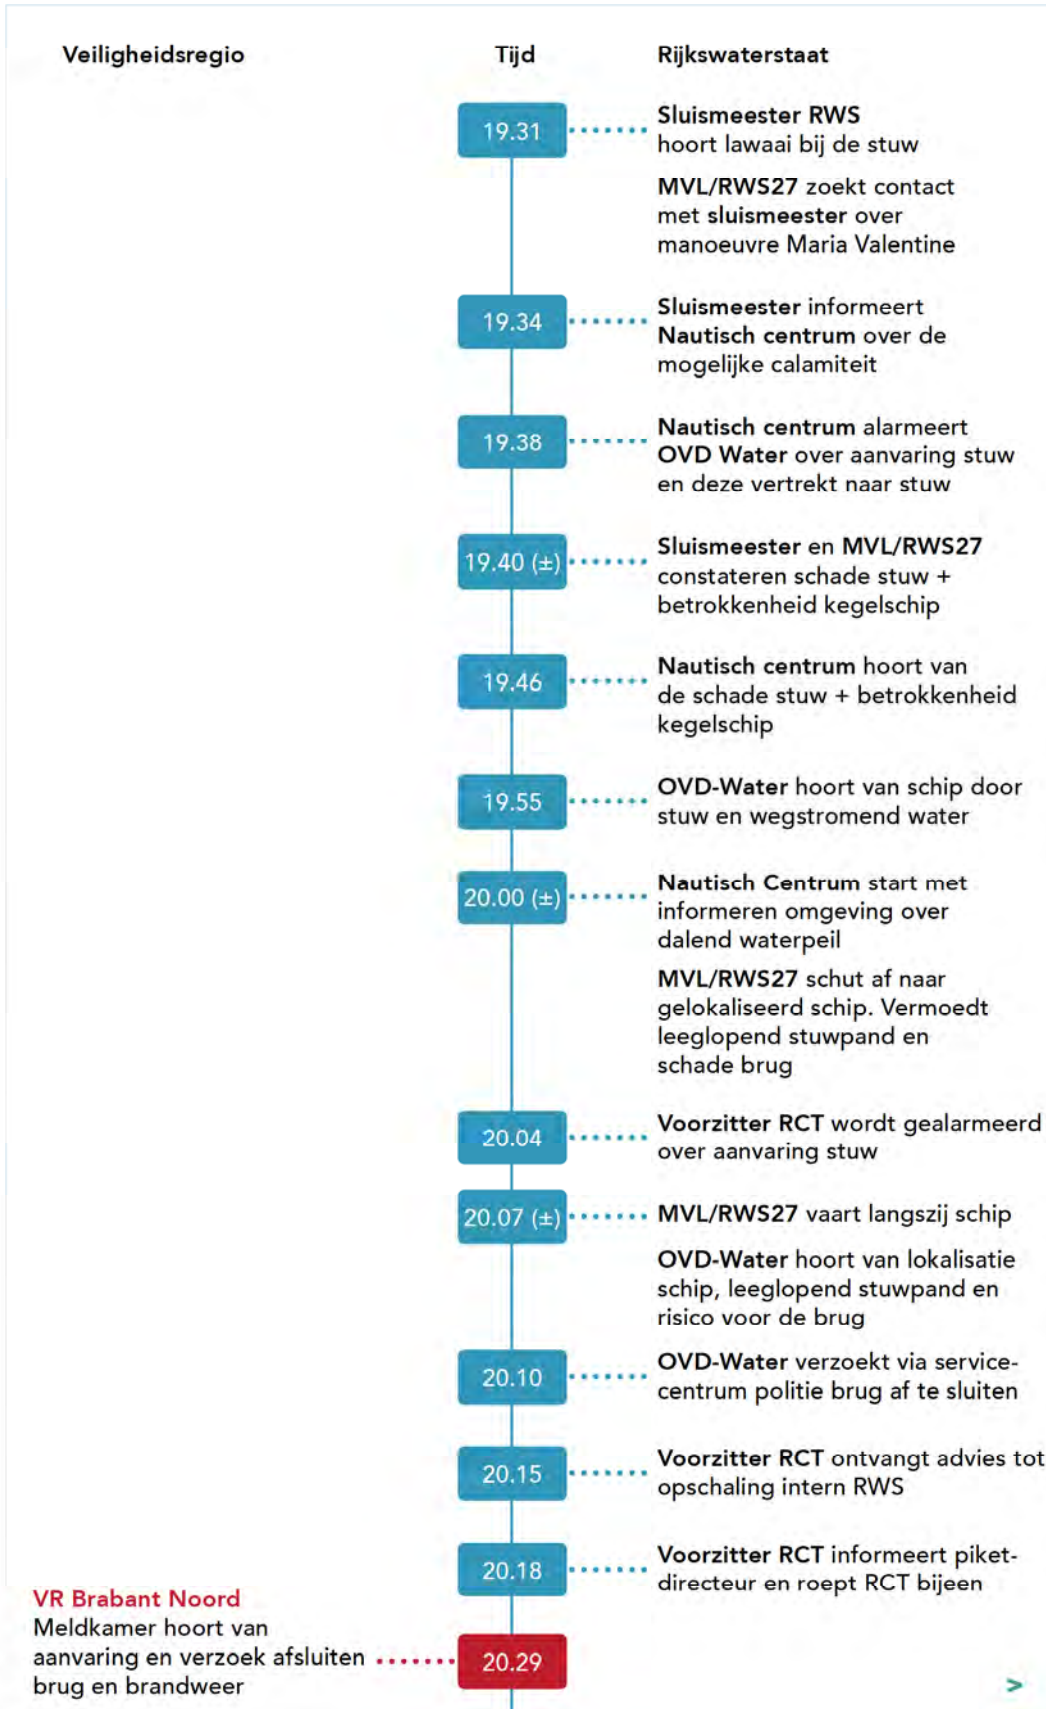 Veiligheidsregio
Tijd
Rijkswaterstaat
19.31
Sluismeester RWS
hoort lawaai bij de stuw
MVL/RWS27 zoekt contact
met sluismeester over
manoeuvre Maria Valentine
19.34
Sluismeester informeert
Nautisch centrum over de
mogelijke calamiteit
19.38
Nautisch centrum alarmeert
OVD Water over aanvaring stuw
en deze vertrekt naar stuw
19.40 (±)
Sluismeester en MVL/RWS27
constateren schade stuw +
betrokkenheid kegelschip
19.46
Nautisch centrum hoort van
de schade stuw + betrokkenheid
kegelschip
19.55
OVD-Water hoort van schip door
stuw en wegstromend water
20.00 (±)
Nautisch Centrum start met
informeren omgeving over
dalend waterpeil
MVL/RWS27 schut af naar
gelokaliseerd schip. Vermoedt
leeglopend stuwpand en
schade brug
20.04
Voorzitter RCT wordt gealarmeerd
over aanvaring stuw
20.07 (±)
MVL/RWS27 vaart langszij schip
OVD-Water hoort van lokalisatie
schip, leeglopend stuwpand en
risico voor de brug
20.10
OVD-Water verzoekt via service-
centrum politie brug af te sluiten
20.15
Voorzitter RCT ontvangt advies tot
opschaling intern RWS
20.18
Voorzitter RCT informeert piket-
directeur en roept RCT bijeen
VR Brabant Noord
Meldkamer hoort van
aanvaring en verzoek afsluiten
brug en brandweer
20.29
>